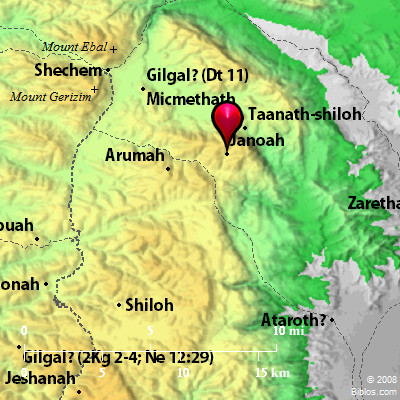 Mount Ebal
Shechem
Gilgal? (Dt 11)
Mount Gerizim
Micmethath
Taanath-shiloh
Janoah
Arumah
Zaretha
ouah
onah
Shiloh
Ataroth?
0 5 10 mi
Gilgal? (2Kg 2-4; Ne 12:29)
0 5 10 15 km
Jeshanah
© 2008
Biblos.com